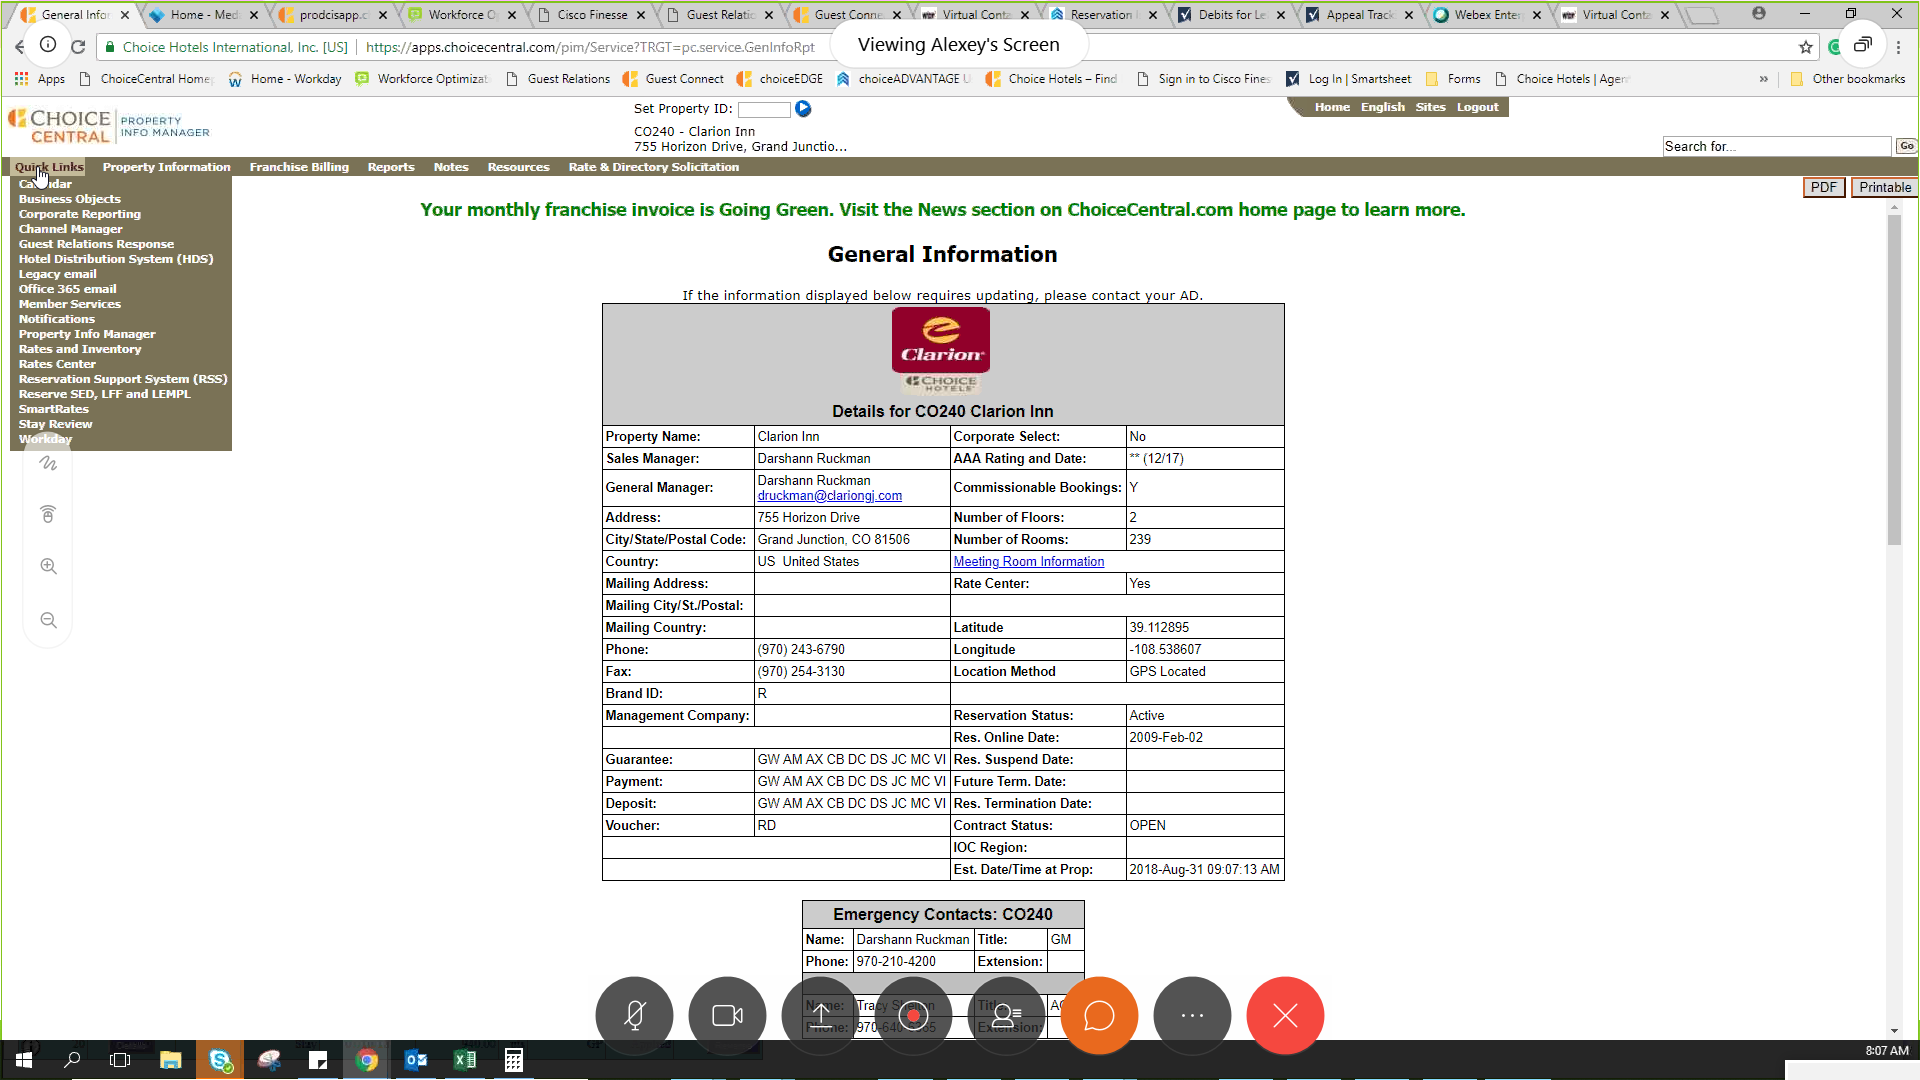 General Infor
Home - Med
prodcisapp.c
Workforce O
Cisco Finesse
Guest Relatio
Guest Conne
Virtual Conta
Reservation
Debits for Le
Appeal Track
Webex Enter
Virtual Conta
Choice Hotels International, Inc. [US]
https://apps.choicecentral.com/pim/Service?TRGT=pc.service.GenInfoRpt
Viewing Alexey's Screen
Apps
ChoiceCentral Home
Home - Workday
Workforce Optimizat
Guest Relations
Guest Connect
choiceEDGE
choiceADVANTAGE U
Choice Hotels – Find
Sign in to Cisco Fines
Log In | Smartsheet
Forms
Choice Hotels | Agen
»
Other bookmarks
CHOICE CENTRAL
PROPERTY INFO MANAGER
Set Property ID:
CO240 - Clarion Inn
755 Horizon Drive, Grand Junctio...
Home English Sites Logout
Search for...
Go
Quick Links Property Information Franchise Billing Reports Notes Resources Rate & Directory Solicitation
Calendar
Business Objects
Corporate Reporting
Channel Manager
Guest Relations Response
Hotel Distribution System (HDS)
Legacy email
Office 365 email
Member Services
Notifications
Property Info Manager
Rates and Inventory
Rates Center
Reservation Support System (RSS)
Reserve SED, LFF and LEMPL
SmartRates
Stay Review
Workday
PDF
Printable
Your monthly franchise invoice is Going Green. Visit the News section on ChoiceCentral.com home page to learn more.
General Information
If the information displayed below requires updating, please contact your AD.
Clarion
CHOICE HOTELS
Details for CO240 Clarion Inn
Property Name: Clarion Inn Corporate Select: No
Sales Manager: Darshann Ruckman AAA Rating and Date: ** (12/17)
General Manager: Darshann Ruckman druckman@clariongj.com Commissionable Bookings: Y
Address: 755 Horizon Drive Number of Floors: 2
City/State/Postal Code: Grand Junction, CO 81506 Number of Rooms: 239
Country: US United States Meeting Room Information
Mailing Address: Rate Center: Yes
Mailing City/St./Postal:
Mailing Country: Latitude 39.112895
Phone: (970) 243-6790 Longitude -108.538607
Fax: (970) 254-3130 Location Method GPS Located
Brand ID: R
Management Company: Reservation Status: Active
Res. Online Date: 2009-Feb-02
Guarantee: GW AM AX CB DC DS JC MC VI Res. Suspend Date:
Payment: GW AM AX CB DC DS JC MC VI Future Term. Date:
Deposit: GW AM AX CB DC DS JC MC VI Res. Termination Date:
Voucher: RD Contract Status: OPEN
IOC Region:
Est. Date/Time at Prop: 2018-Aug-31 09:07:13 AM
Emergency Contacts: CO240
Name: Darshann Ruckman Title: GM
Phone: 970-210-4200 Extension:
Name: Tracy Title:
Phone: Extension:
8:07 AM